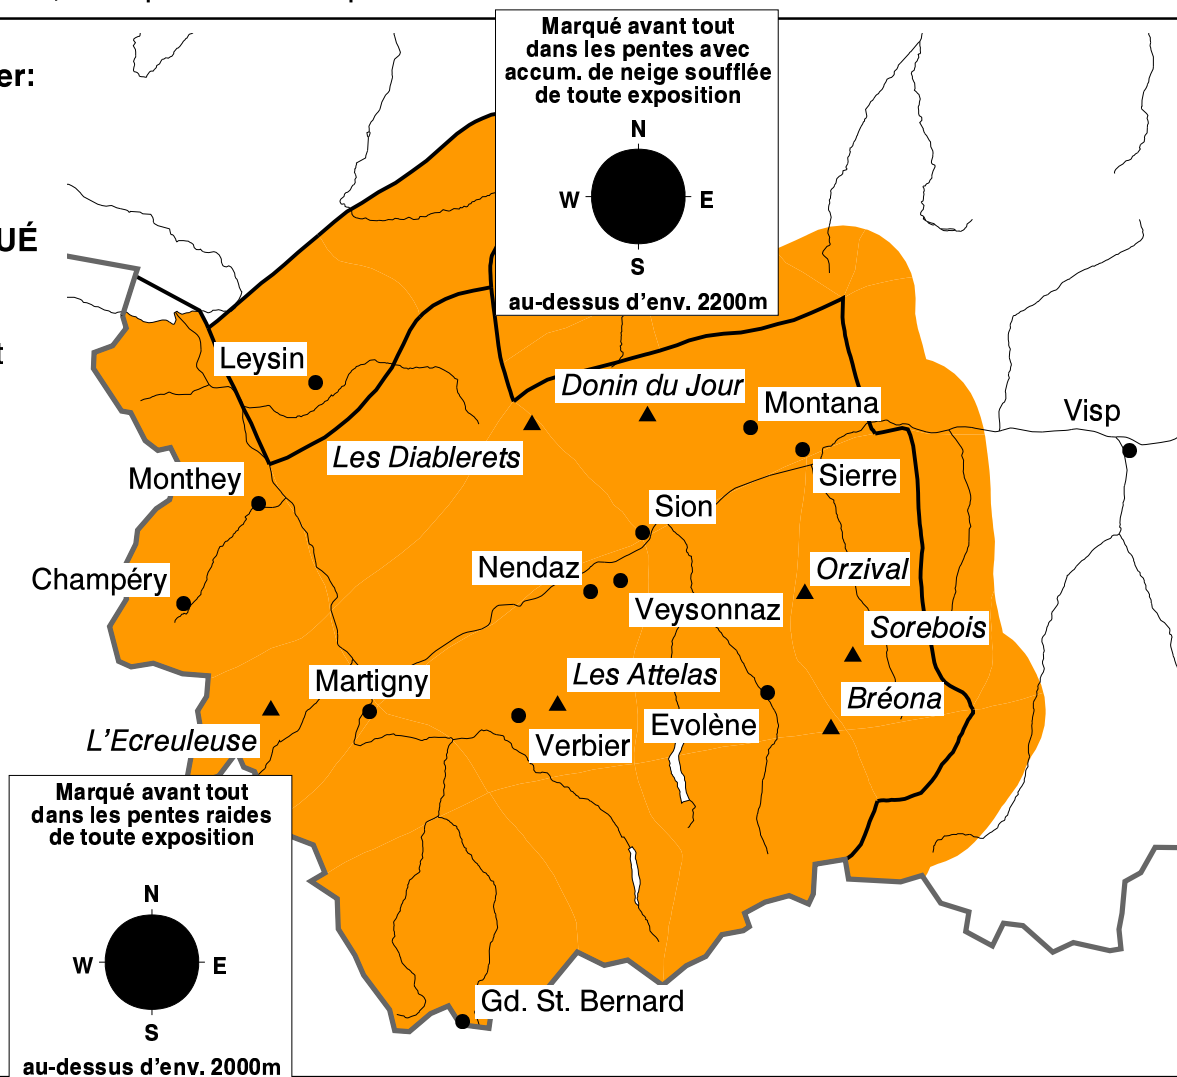 Marqué avant tout
dans les pentes avec
accum. de neige soufflée
de toute exposition
N
W
E
S
au-dessus d'env. 2200m
er:
UÉ
t
Leysin
Donin du Jour
Montana
Visp
Les Diablerets
Sierre
Monthey
Sion
Nendaz
Orzival
Champéry
Veysonnaz
Sorebois
Les Attelas
Martigny
Bréona
Evolène
L'Ecreuleuse
Verbier
Marqué avant tout
dans les pentes raides
de toute exposition
N
W
E
S
au-dessus d'env. 2000m
Gd. St. Bernard